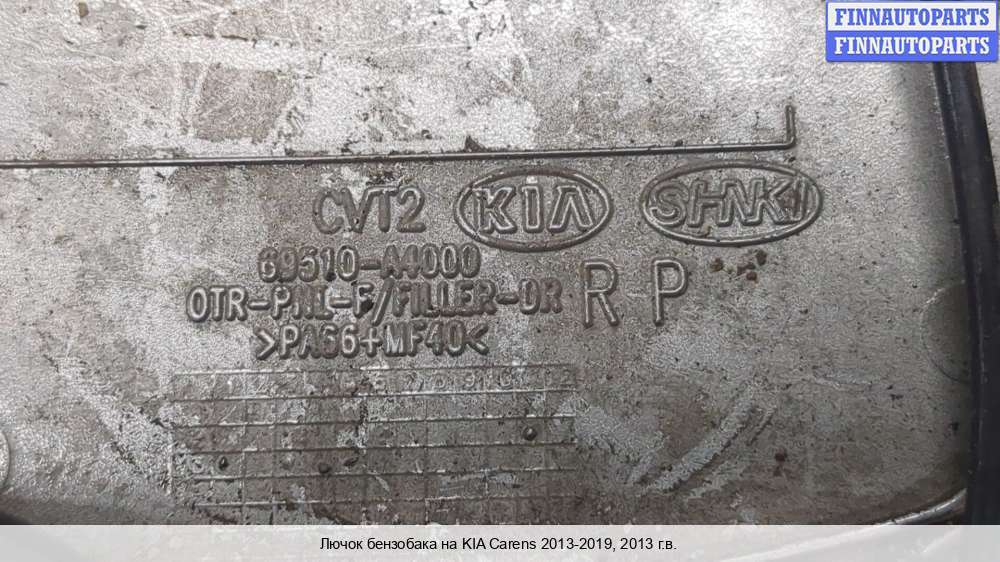 FINNAUTOPARTS
FINNAUTOPARTS
CVT2 KIA SHNKI
69510-A4000
OTR-PNL-F/FILLER-DR R-P
>PA66+MF40<
Лючок бензобака на KIA Carens 2013-2019, 2013 г.в.